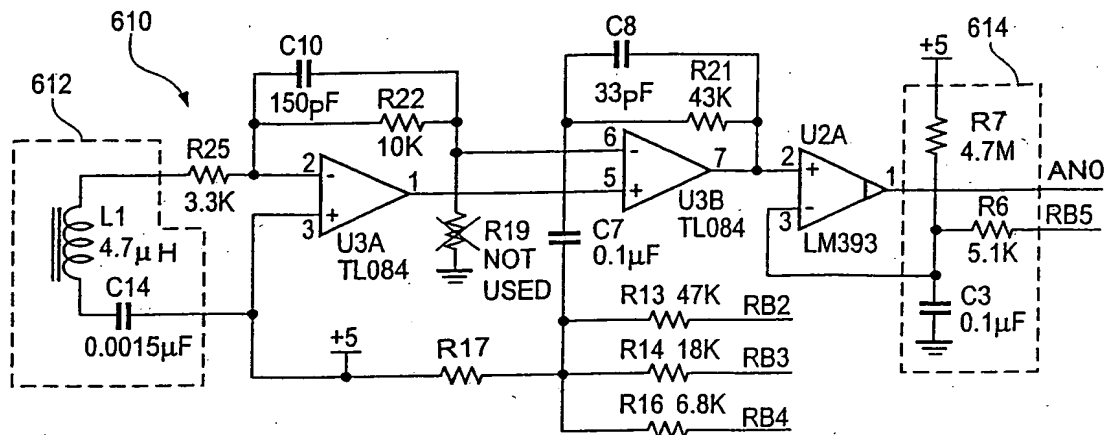 610
612
C10
150pF
R22
10K
R25
3.3K
2
-
+
3
1
U3A
TL084
L1
4.7μH
C14
0.0015μF
+5
R17
R19
NOT
USED
C8
33pF
R21
43K
6
-
5
+
7
U3B
TL084
C7
0.1μF
R13 47K
RB2
R14 18K
RB3
R16 6.8K
RB4
U2A
2
+
3
-
1
LM393
614
+5
R7
4.7M
AN0
R6
RB5
5.1K
C3
0.1μF